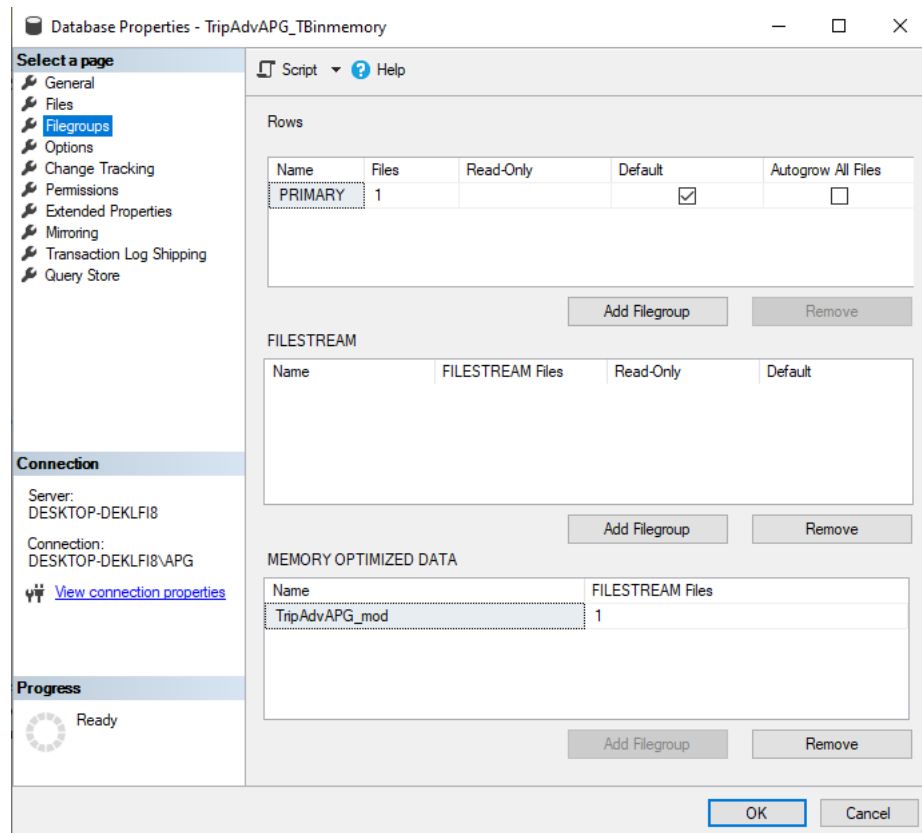 Database Properties - TripAdvAPG_TBinmemory
Select a page
General
Files
Filegroups
Options
Change Tracking
Permissions
Extended Properties
Mirroring
Transaction Log Shipping
Query Store
Connection
Server:
DESKTOP-DEKLFI8
Connection:
DESKTOP-DEKLFI8\APG
View connection properties
Progress
Ready
Script Help
Rows
Name Files Read-Only Default Autogrow All Files
PRIMARY 1
Add Filegroup Remove
FILESTREAM
Name FILESTREAM Files Read-Only Default
Add Filegroup Remove
MEMORY OPTIMIZED DATA
Name FILESTREAM Files
TripAdvAPG_mod 1
Add Filegroup Remove
OK Cancel